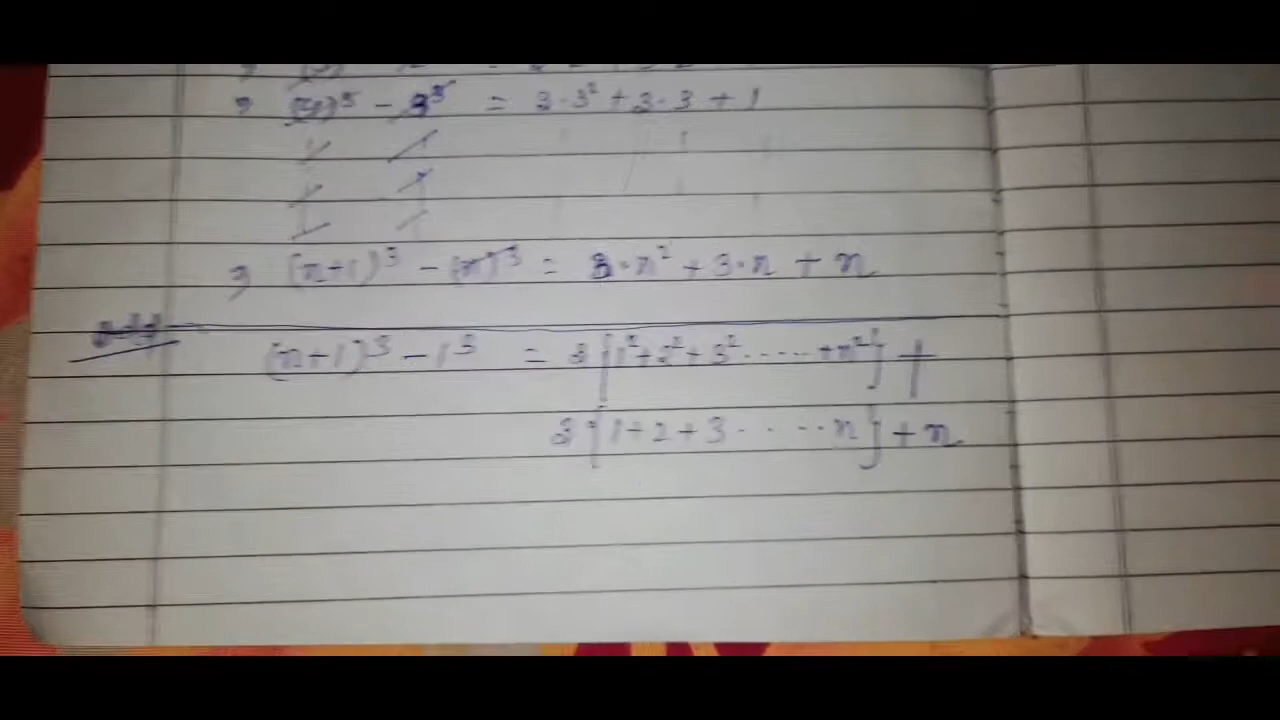 ⇒ (4)³ - 3³ = 3·3² + 3·3 + 1
⇒ (n+1)³ - (n)³ = 3·n² + 3·n + n
(n+1)³ - 1³ = 3[1²+2²+3².....+n²] +
3[1+2+3.....n] + n